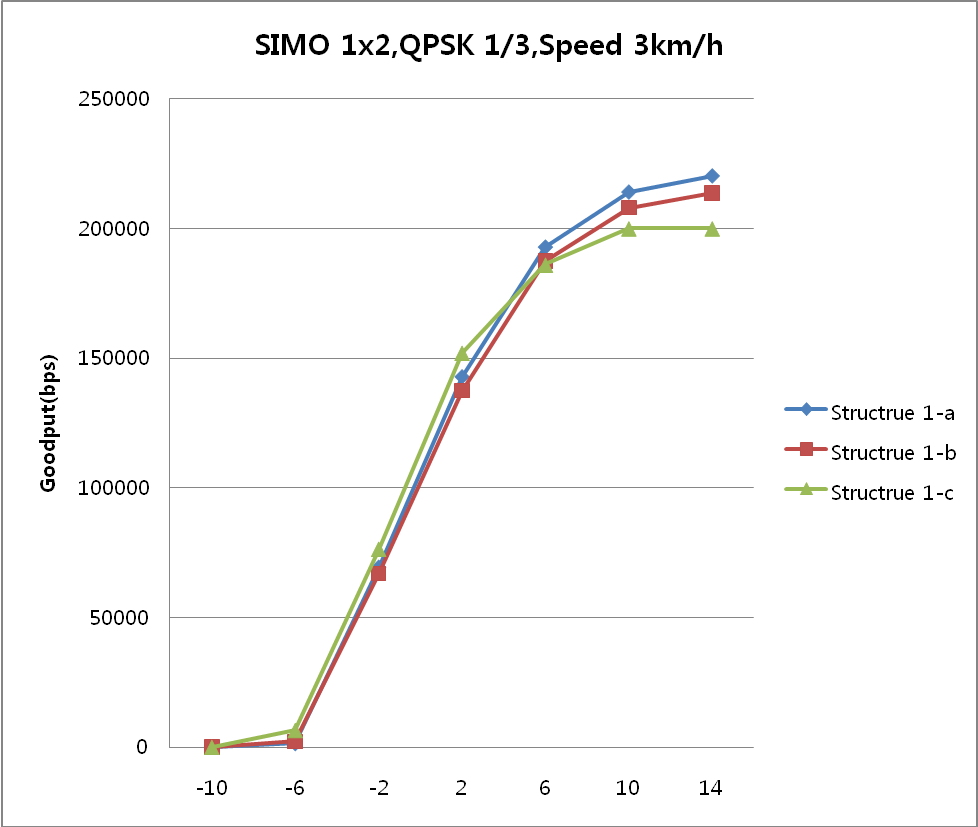 SIMO 1x2,QPSK 1/3,Speed 3km/h
250000
200000
150000
100000
50000
0
Goodput(bps)
-10 -6 -2 2 6 10 14
Structrue 1-a
Structrue 1-b
Structrue 1-c